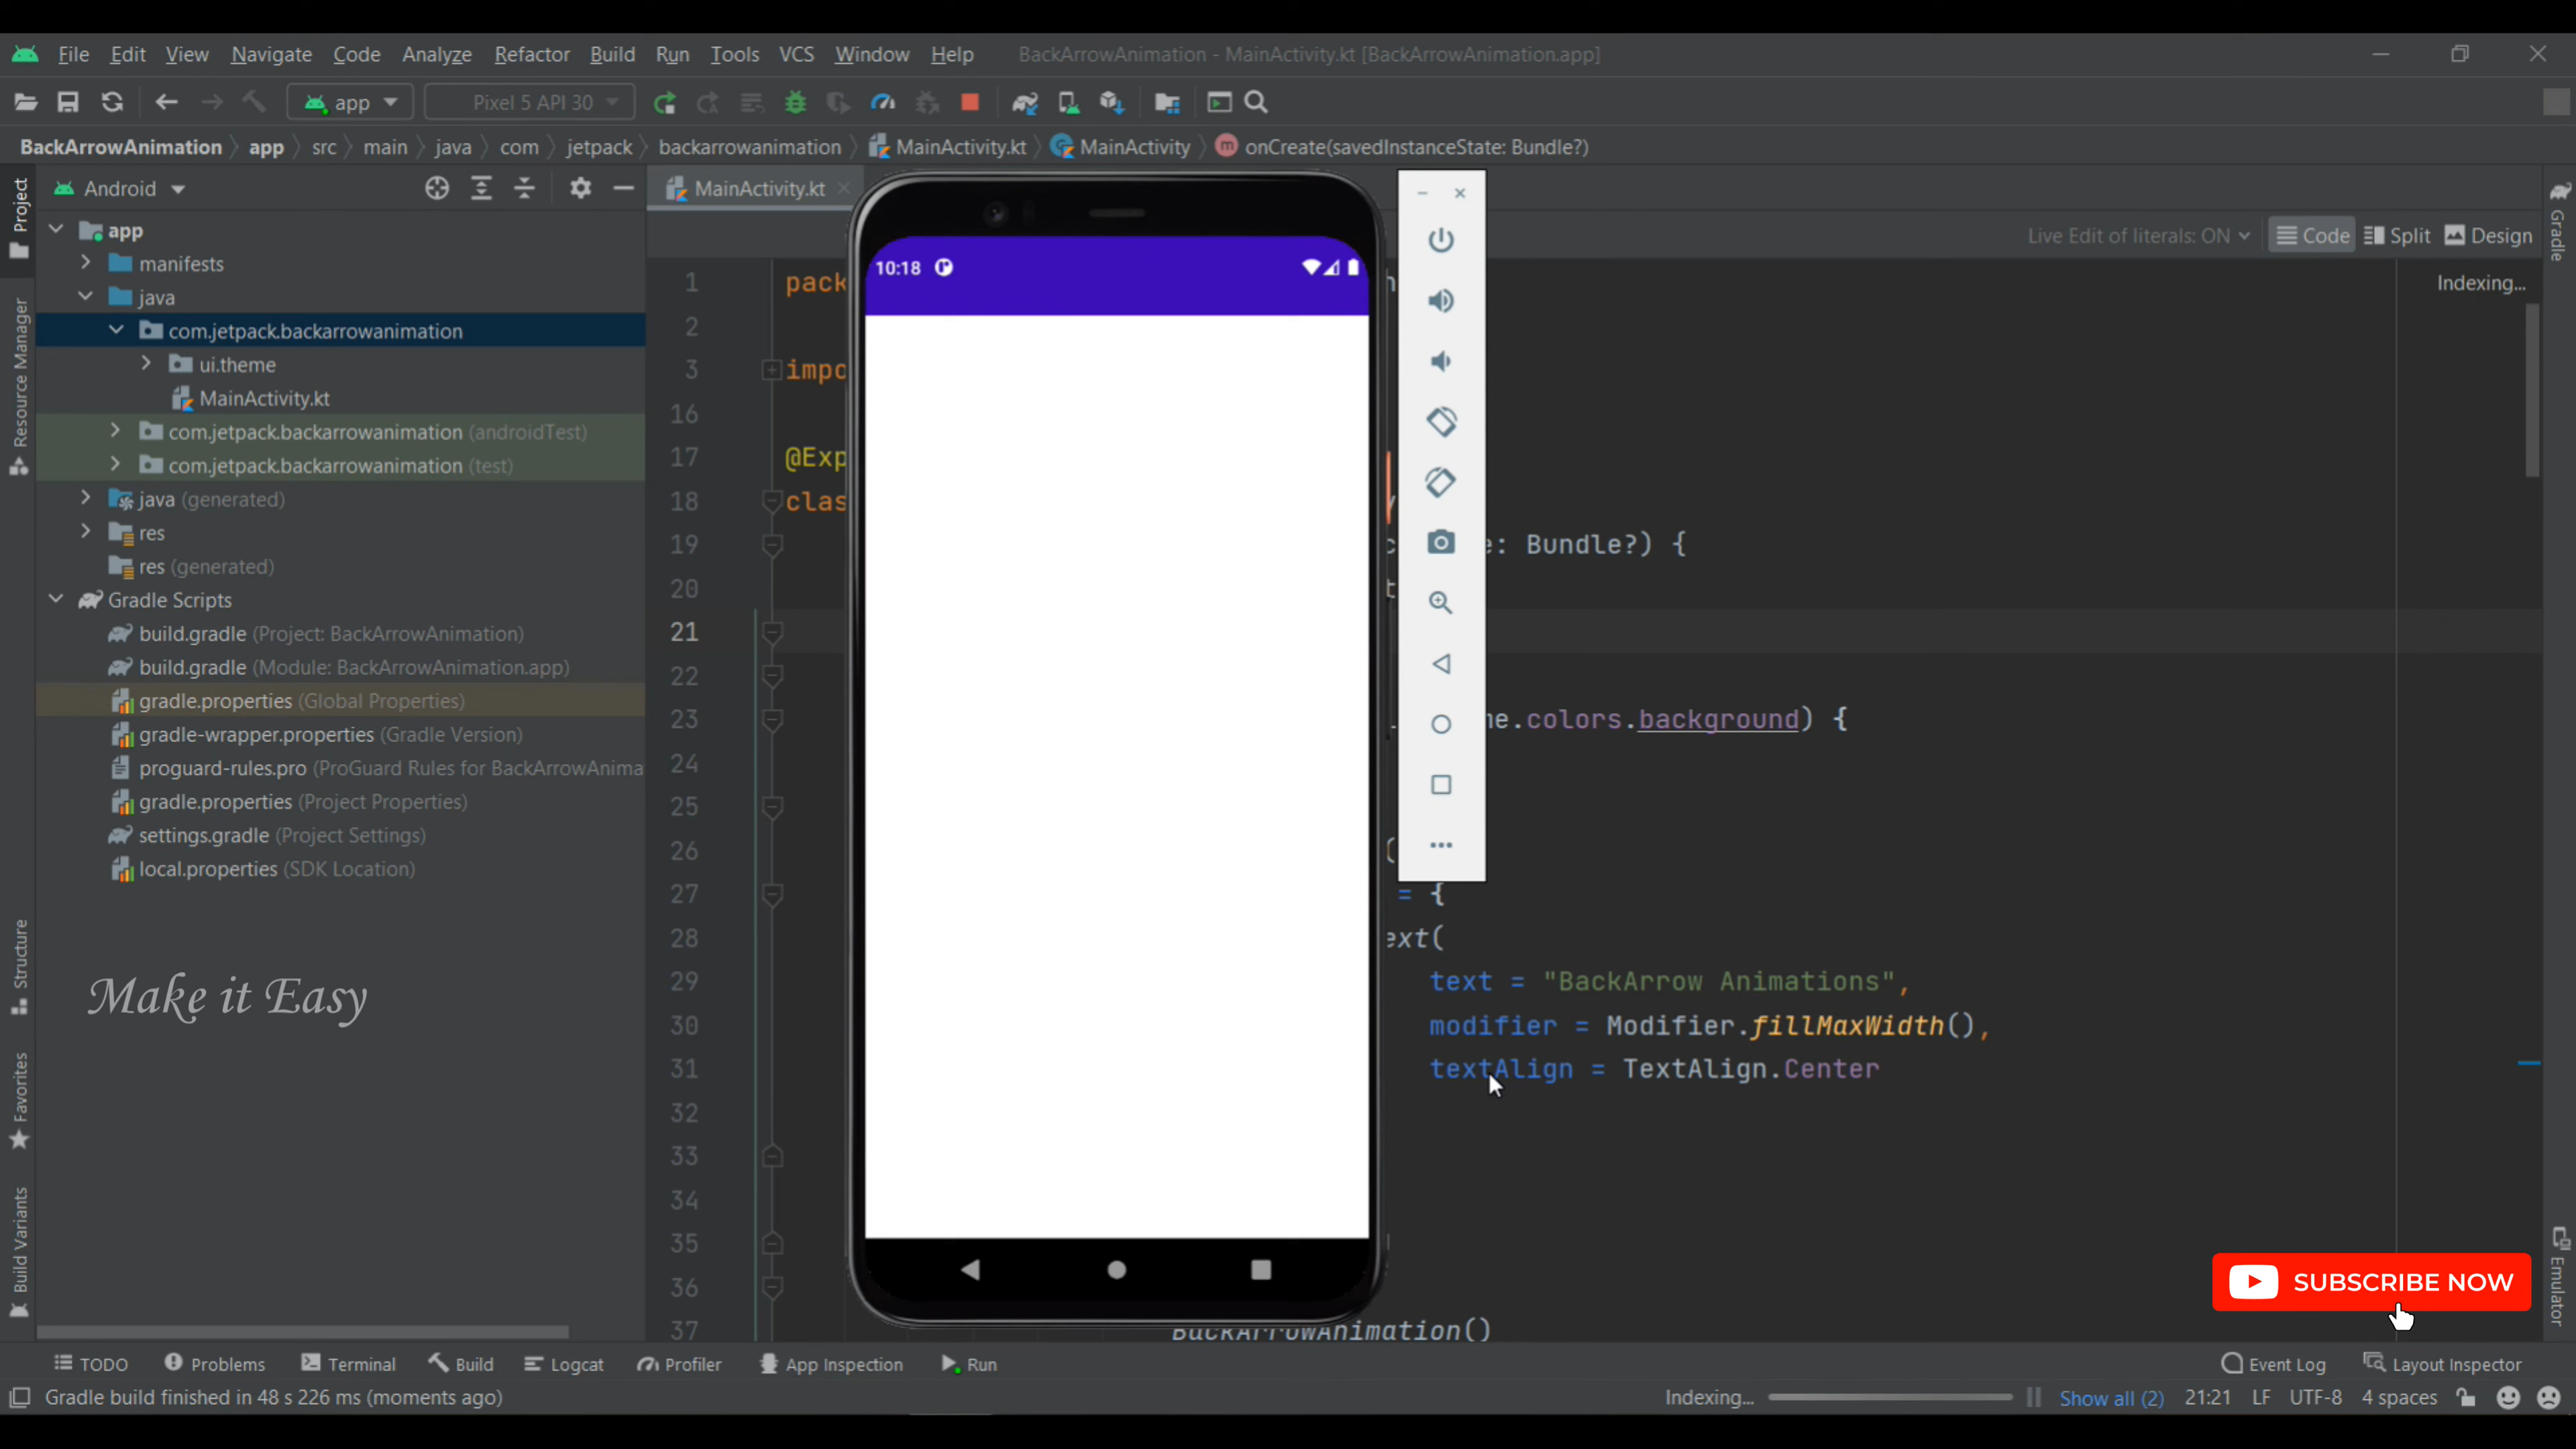 File Edit View Navigate Code Analyze Refactor Build Run Tools VCS Window Help BackArrowAnimation - MainActivity.kt [BackArrowAnimation.app]
app Pixel 5 API 30
BackArrowAnimation app src main java com jetpack backarrowanimation MainActivity.kt MainActivity onCreate(savedInstanceState: Bundle?)
Project
Resource Manager
Structure
Favorites
Build Variants
Android
app
manifests
java
com.jetpack.backarrowanimation
ui.theme
MainActivity.kt
com.jetpack.backarrowanimation (androidTest)
com.jetpack.backarrowanimation (test)
java (generated)
res
res (generated)
Gradle Scripts
build.gradle (Project: BackArrowAnimation)
build.gradle (Module: BackArrowAnimation.app)
gradle.properties (Global Properties)
gradle-wrapper.properties (Gradle Version)
proguard-rules.pro (ProGuard Rules for BackArrowAnima
gradle.properties (Project Properties)
settings.gradle (Project Settings)
local.properties (SDK Location)
Make it Easy
MainActivity.kt
Live Edit of literals: ON Code Split Design
Indexing...
10:18
1 pack
2
3 impo
16
17 @Exp
18 clas
19 e: Bundle?) {
20
21
22
23 me.colors.background) {
24
25
26 (
27 = {
28 ext(
29 text = "BackArrow Animations",
30 modifier = Modifier.fillMaxWidth(),
31 textAlign = TextAlign.Center
32
33
34
35
36
37 BackArrowAnimation()
Gradle
Emulator
SUBSCRIBE NOW
TODO Problems Terminal Build Logcat Profiler App Inspection Run Event Log Layout Inspector
Gradle build finished in 48 s 226 ms (moments ago) Indexing... Show all (2) 21:21 LF UTF-8 4 spaces